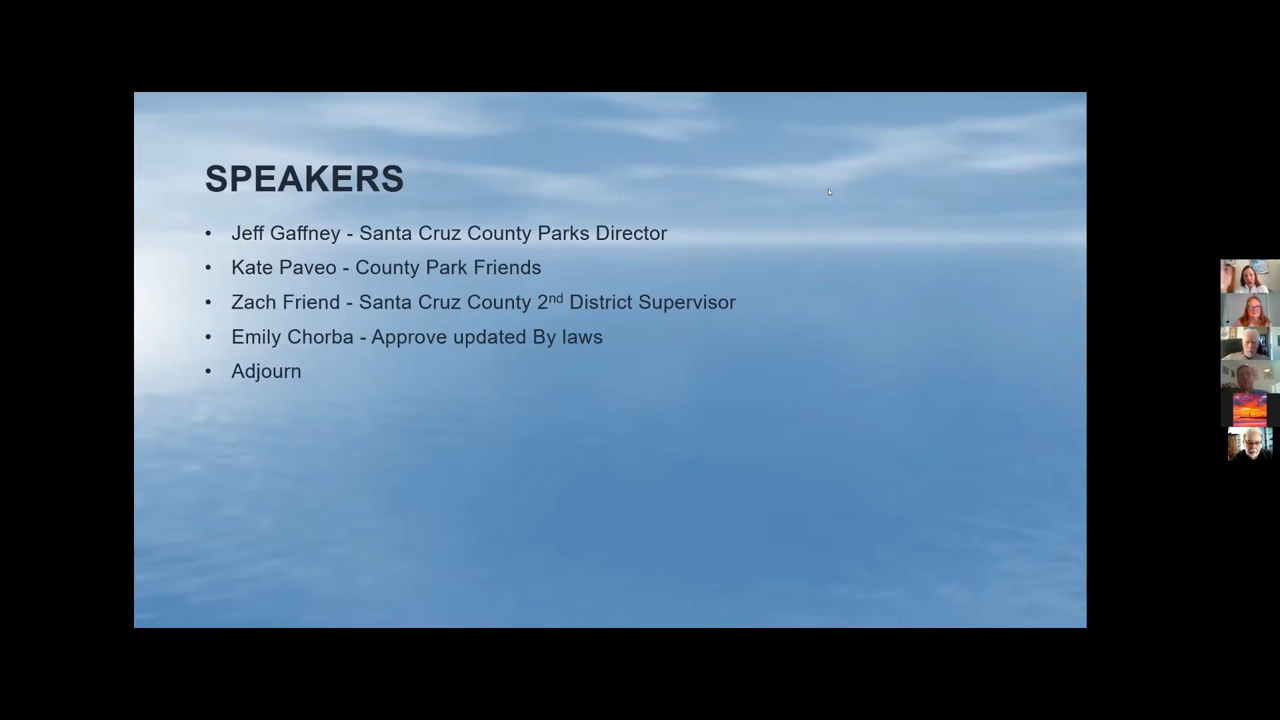 SPEAKERS
• Jeff Gaffney - Santa Cruz County Parks Director
• Kate Paveo - County Park Friends
• Zach Friend - Santa Cruz County 2nd District Supervisor
• Emily Chorba - Approve updated By laws
• Adjourn